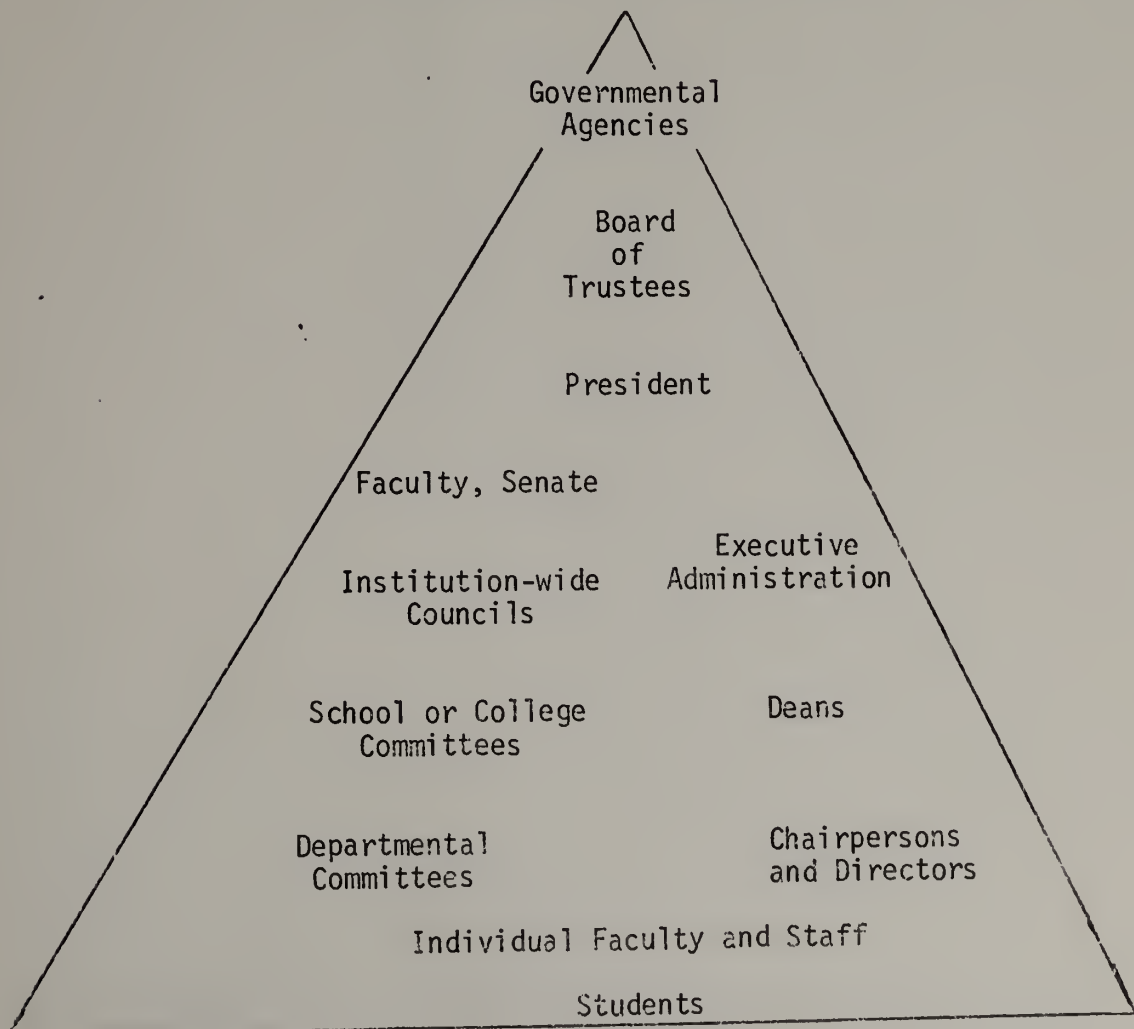 Governmental
Agencies
Board
of
Trustees
President
Faculty, Senate
Executive
Administration
Institution-wide
Councils
School or College
Committees
Deans
Departmental
Committees
Chairpersons
and Directors
Individual Faculty and Staff
Students